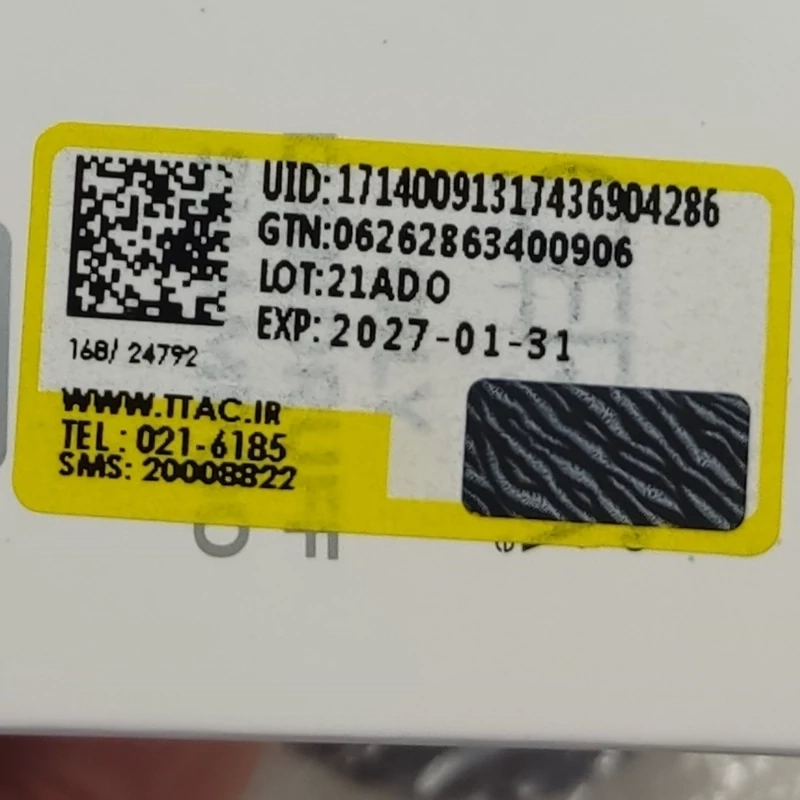 UID:17140091317436904286
GTN:06262863400906
LOT:21ADO
EXP: 2027-01-31
168/ 24792
WWW.TTAC.IR
TEL : 021-6185
SMS: 20008822